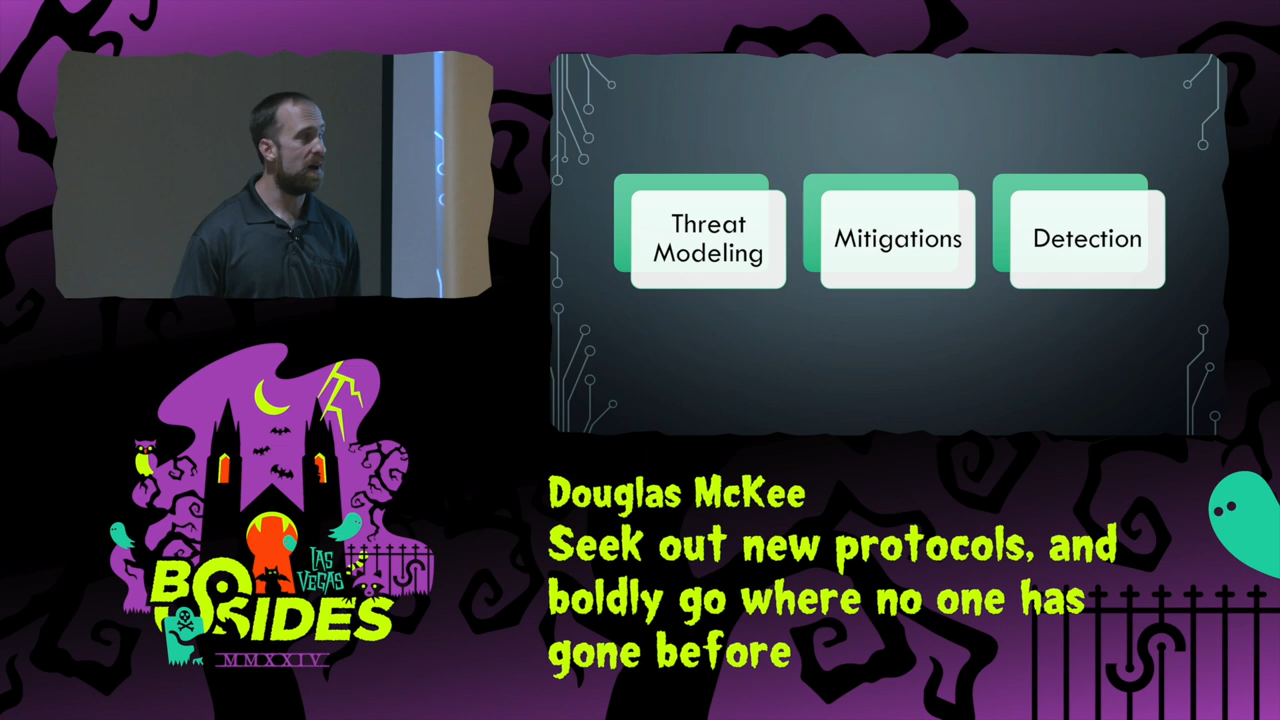 Threat
Modeling
Mitigations
Detection
Douglas McKee
Seek out new protocols, and
boldly go where no one has
gone before
BSIDES
LAS
VEGAS
MMXXIV